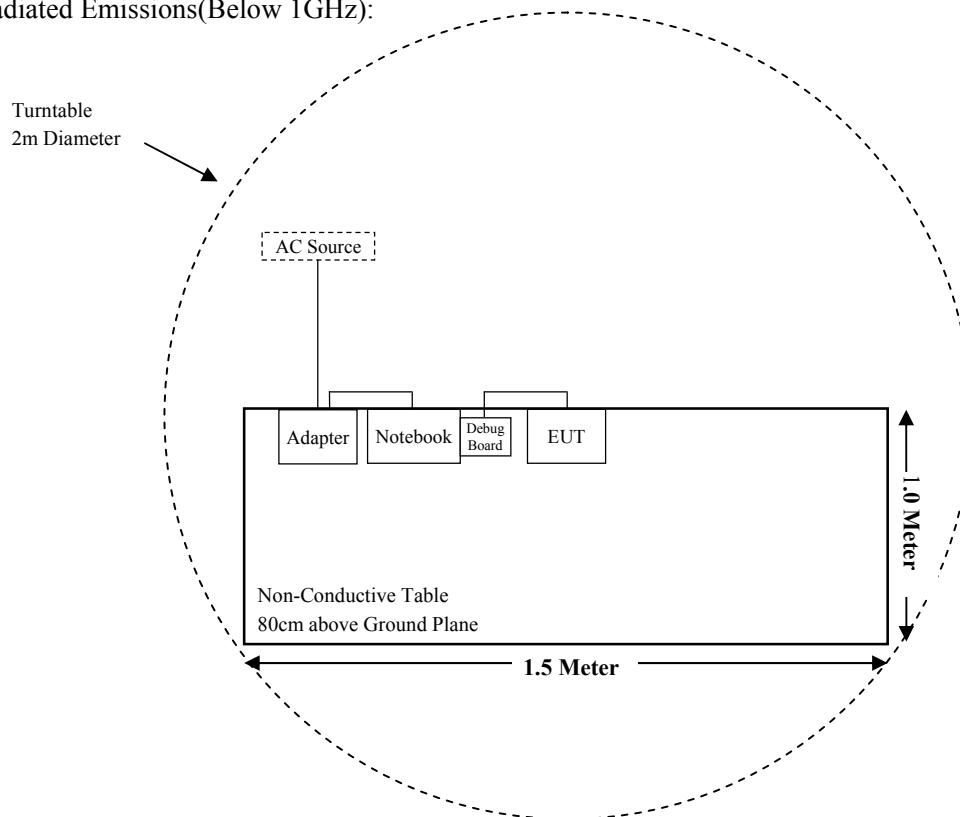 adiated Emissions(Below 1GHz):
Turntable
2m Diameter
AC Source
Adapter
Notebook
Debug
Board
EUT
1.0 Meter
Non-Conductive Table
80cm above Ground Plane
1.5 Meter